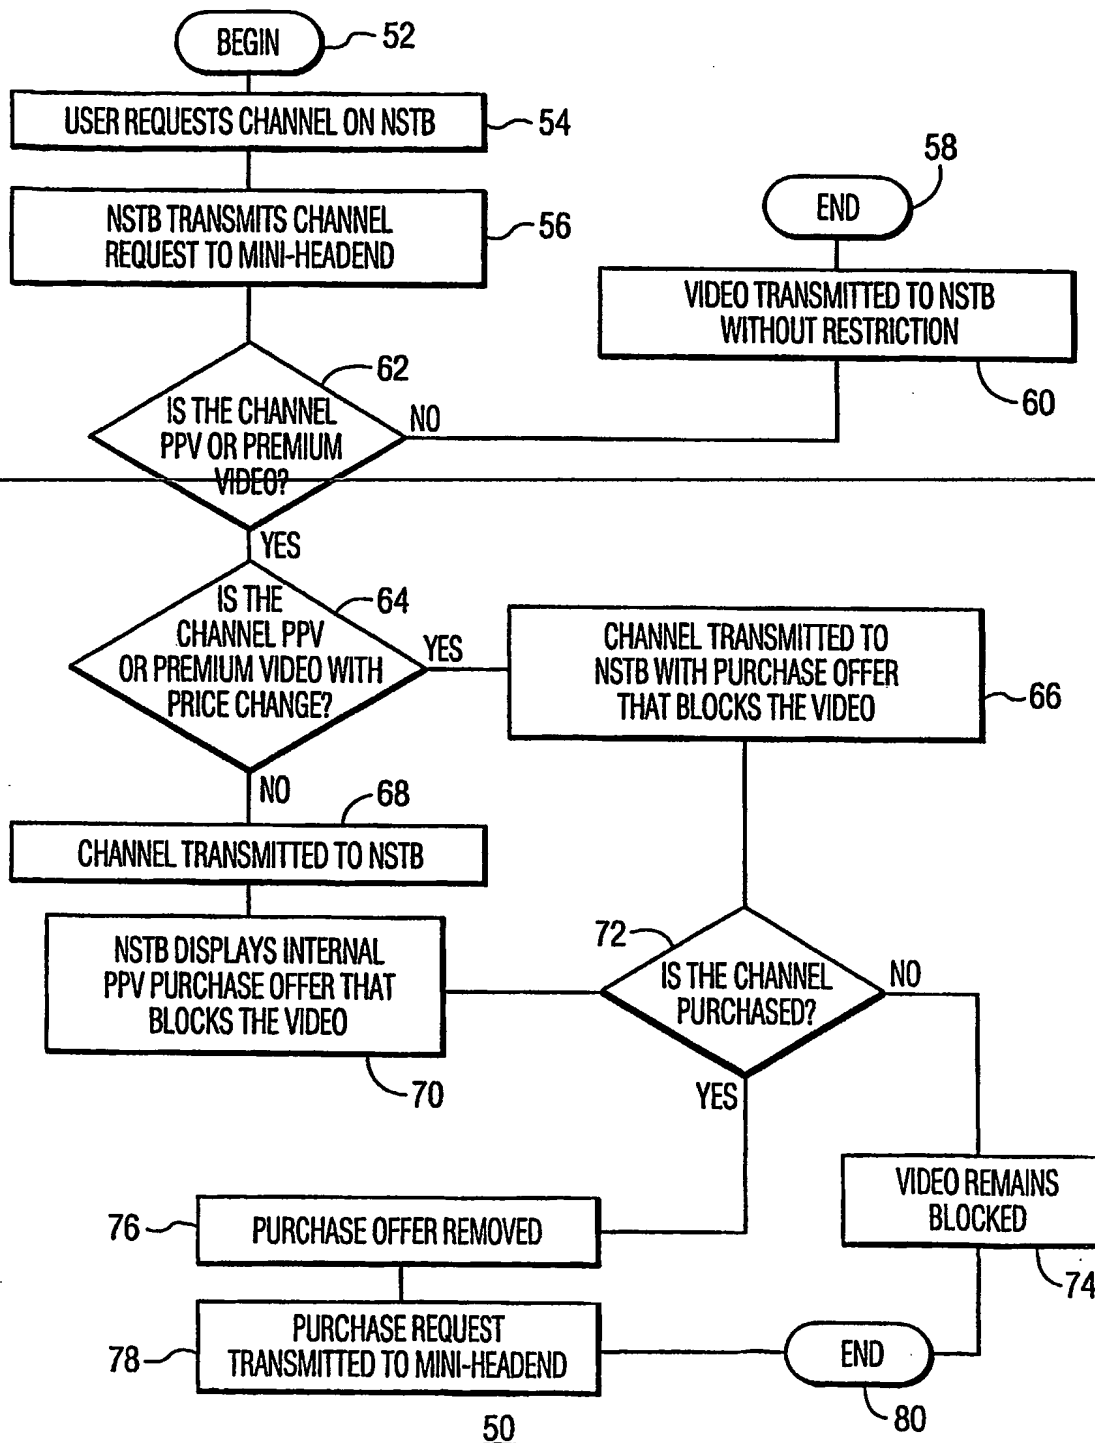 BEGIN
52
USER REQUESTS CHANNEL ON NSTB
54
NSTB TRANSMITS CHANNEL
REQUEST TO MINI-HEADEND
56
58
END
VIDEO TRANSMITTED TO NSTB
WITHOUT RESTRICTION
60
62
IS THE CHANNEL
PPV OR PREMIUM
VIDEO?
NO
YES
64
IS THE
CHANNEL PPV
OR PREMIUM VIDEO WITH
PRICE CHANGE?
YES
CHANNEL TRANSMITTED TO
NSTB WITH PURCHASE OFFER
THAT BLOCKS THE VIDEO
66
NO
68
CHANNEL TRANSMITTED TO NSTB
NSTB DISPLAYS INTERNAL
PPV PURCHASE OFFER THAT
BLOCKS THE VIDEO
70
72
IS THE CHANNEL
PURCHASED?
NO
YES
VIDEO REMAINS
BLOCKED
74
76
PURCHASE OFFER REMOVED
78
PURCHASE REQUEST
TRANSMITTED TO MINI-HEADEND
END
80
50